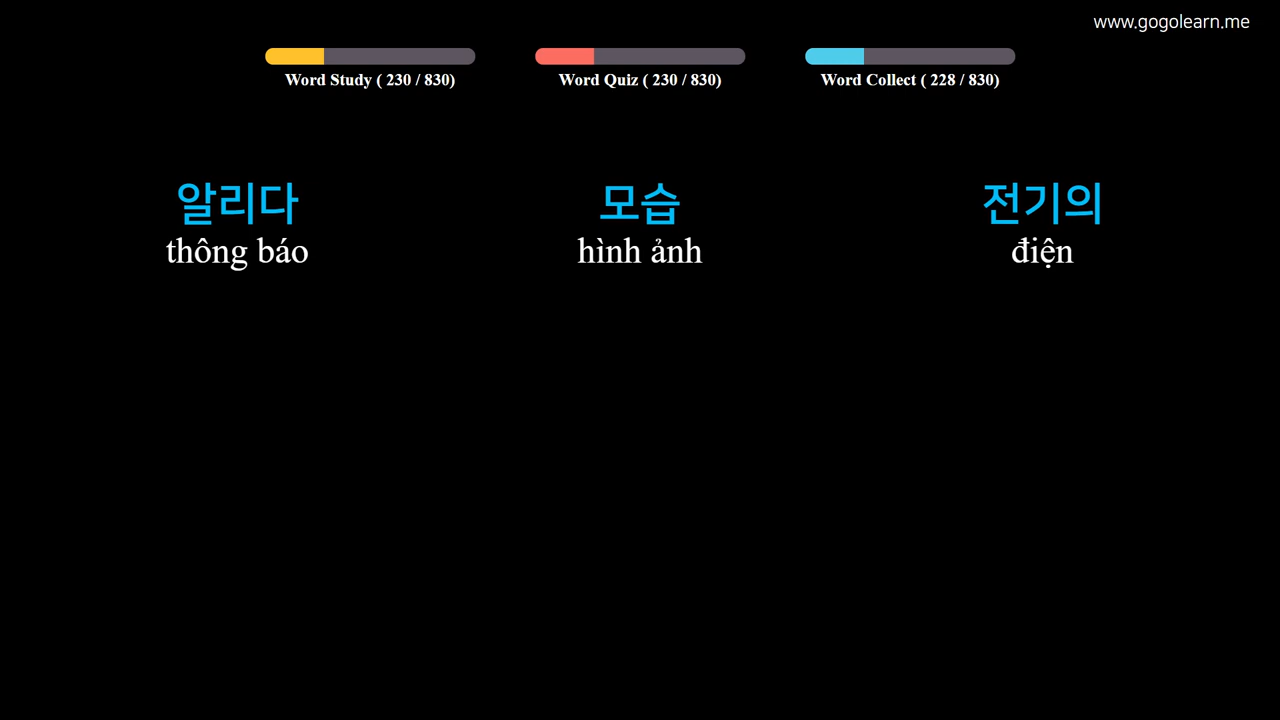 www.gogolearn.me
Word Study ( 230 / 830)
Word Quiz ( 230 / 830)
Word Collect ( 228 / 830)
알리다
thông báo
모습
hình ảnh
전기의
điện